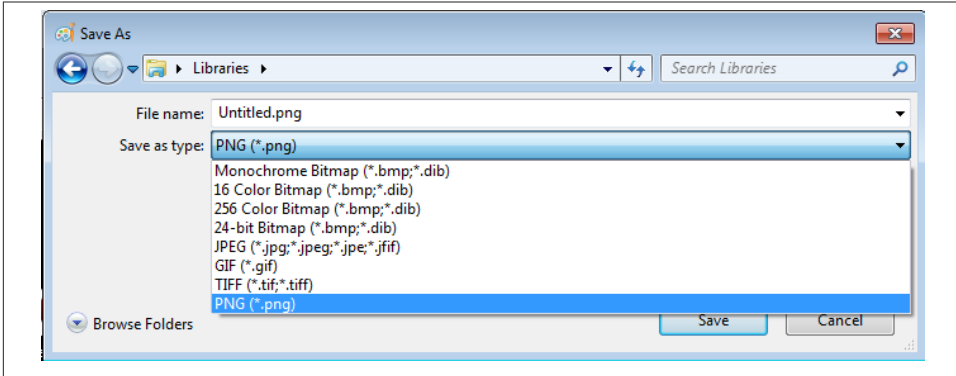 Save As
Libraries
Search Libraries
File name: Untitled.png
Save as type: PNG (*.png)
Monochrome Bitmap (*.bmp;*.dib)
16 Color Bitmap (*.bmp;*.dib)
256 Color Bitmap (*.bmp;*.dib)
24-bit Bitmap (*.bmp;*.dib)
JPEG (*.jpg;*.jpeg;*.jpe;*.jfif)
GIF (*.gif)
TIFF (*.tif;*.tiff)
PNG (*.png)
Browse Folders
Save
Cancel